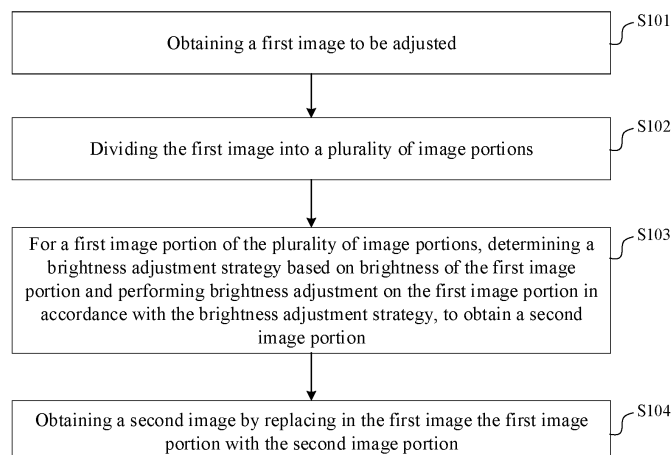 S101
Obtaining a first image to be adjusted
S102
Dividing the first image into a plurality of image portions
S103
For a first image portion of the plurality of image portions, determining a
brightness adjustment strategy based on brightness of the first image
portion and performing brightness adjustment on the first image portion in
accordance with the brightness adjustment strategy, to obtain a second
image portion
S104
Obtaining a second image by replacing in the first image the first image
portion with the second image portion